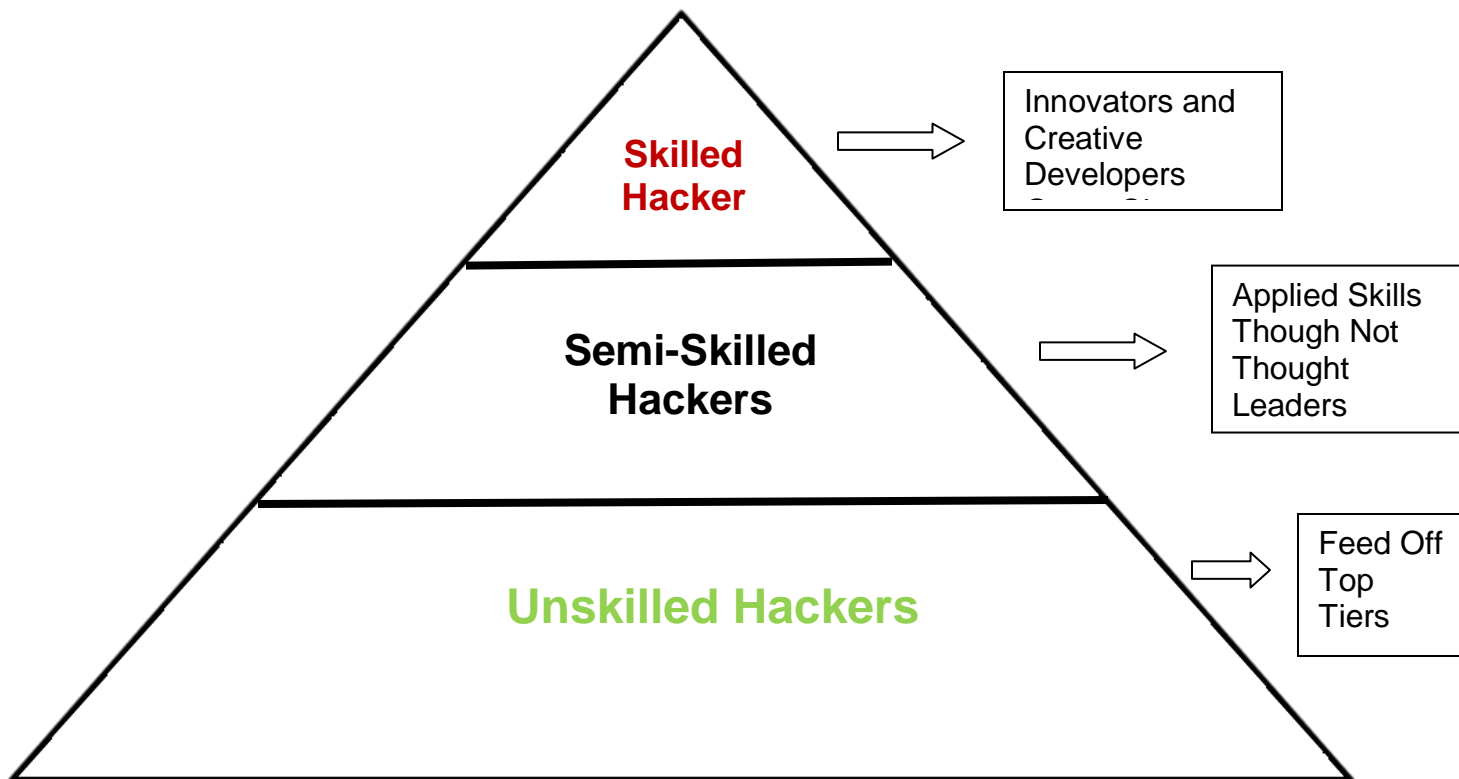 Skilled
Hacker
Innovators and
Creative
Developers
Semi-Skilled
Hackers
Applied Skills
Though Not
Thought
Leaders
Unskilled Hackers
Feed Off
Top
Tiers